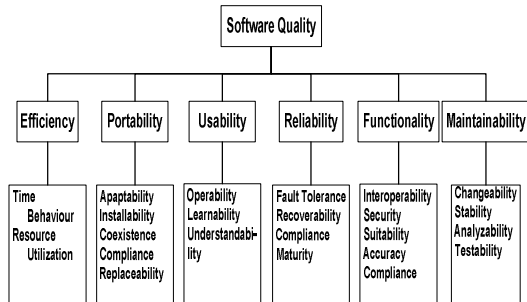 Software Quality
Efficiency
Portability
Usability
Reliability
Functionality
Maintainability
Time
Behaviour
Resource
Utilization
Apaptability
Installability
Coexistence
Compliance
Replaceability
Operability
Learnability
Understandabi-
lity
Fault Tolerance
Recoverability
Compliance
Maturity
Interoperability
Security
Suitability
Accuracy
Compliance
Changeability
Stability
Analyzability
Testability